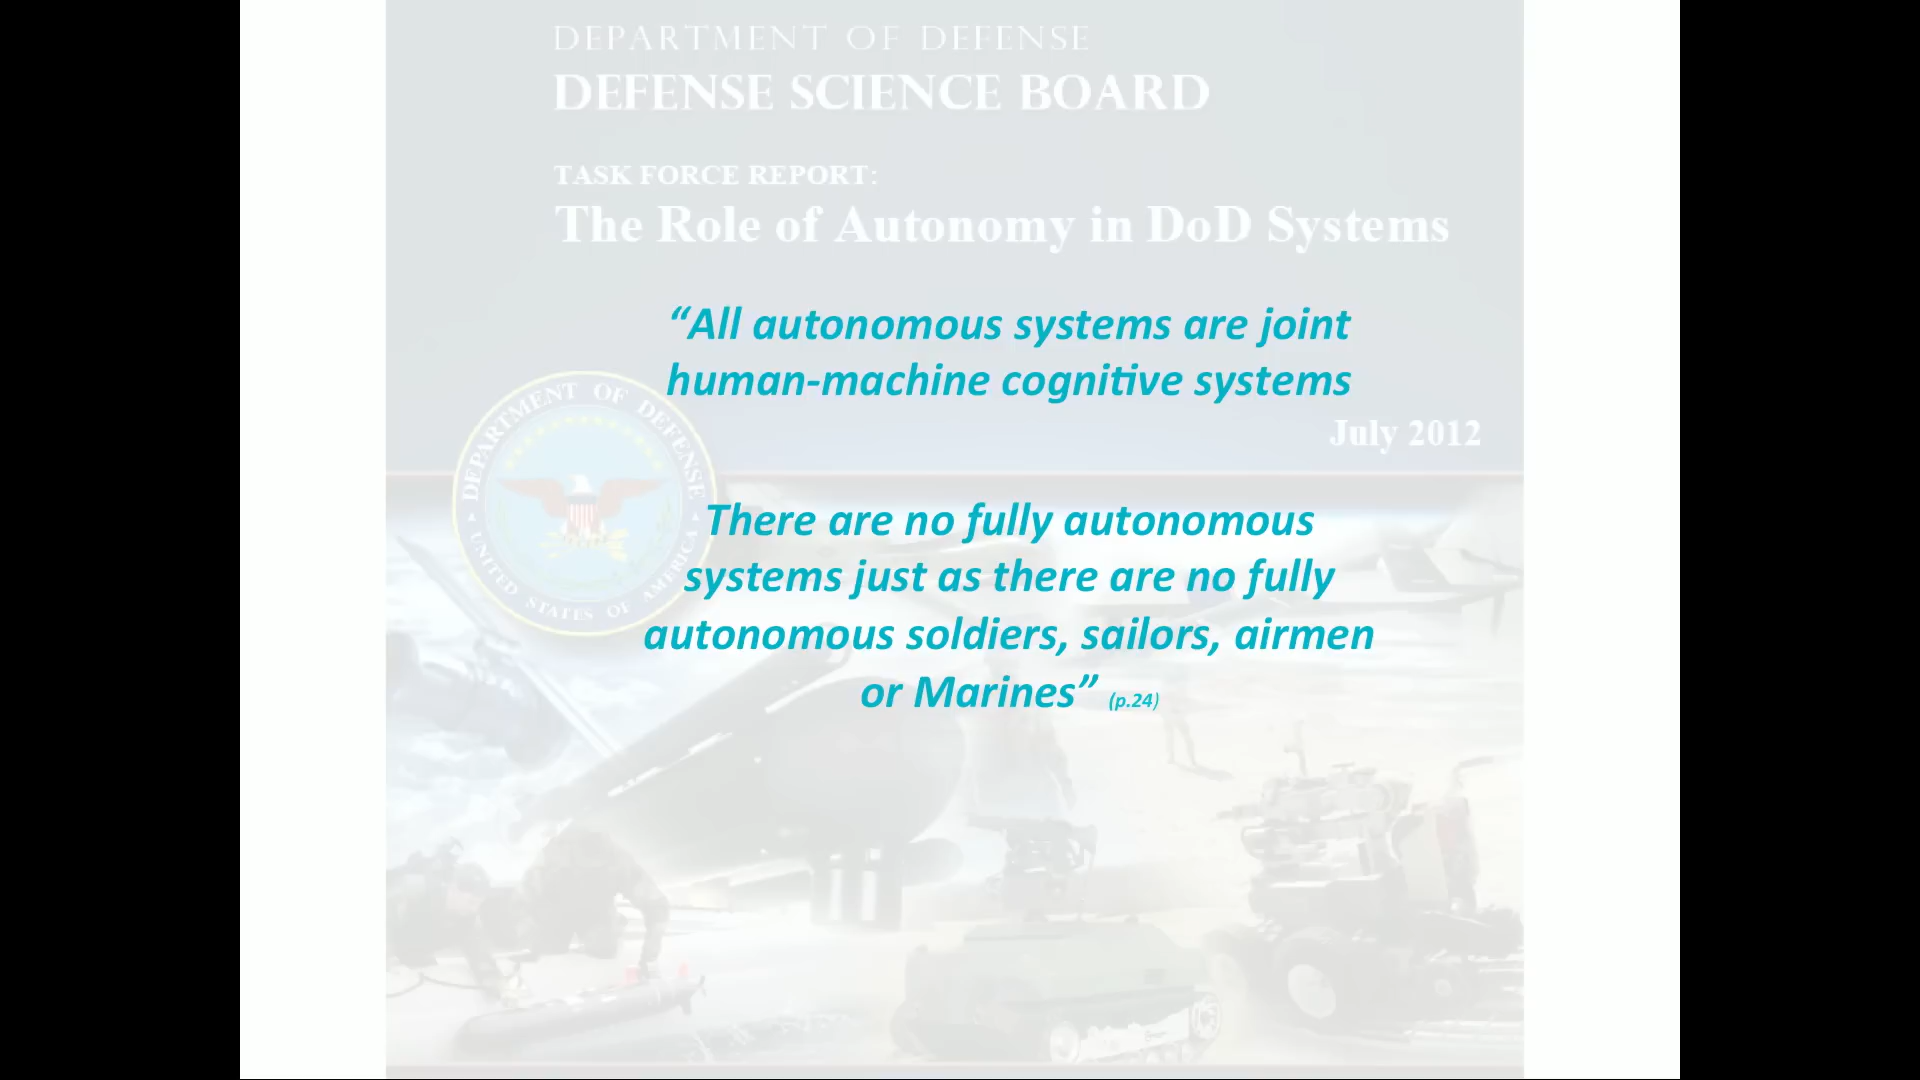 DEPARTMENT OF DEFENSE
DEFENSE SCIENCE BOARD
TASK FORCE REPORT:
The Role of Autonomy in DoD Systems
“All autonomous systems are joint
human-machine cognitive systems
July 2012
DEPARTMENT OF DEFENSE
UNITED STATES OF AMERICA
There are no fully autonomous
systems just as there are no fully
autonomous soldiers, sailors, airmen
or Marines” (p.24)